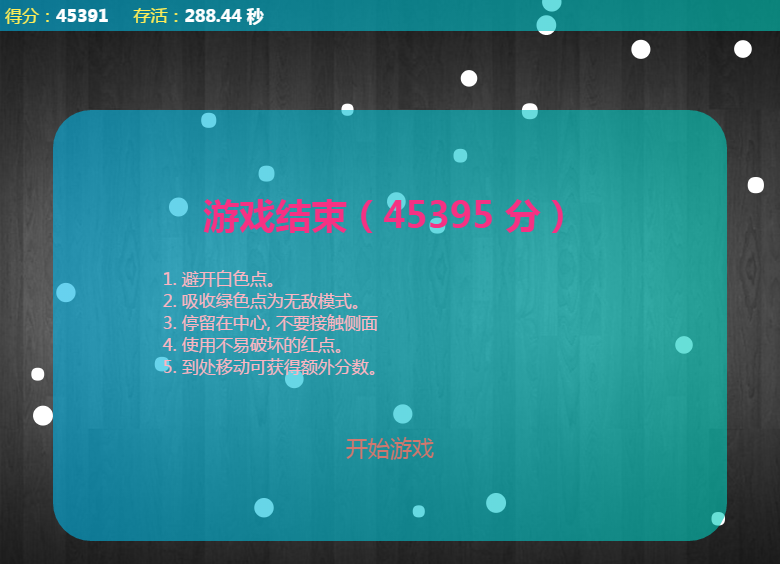 得分：45391 存活：288.44 秒
游戏结束（45395 分）
1. 避开白色点。
2. 吸收绿色点为无敌模式。
3. 停留在中心, 不要接触侧面
4. 使用不易破坏的红点。
5. 到处移动可获得额外分数。
开始游戏